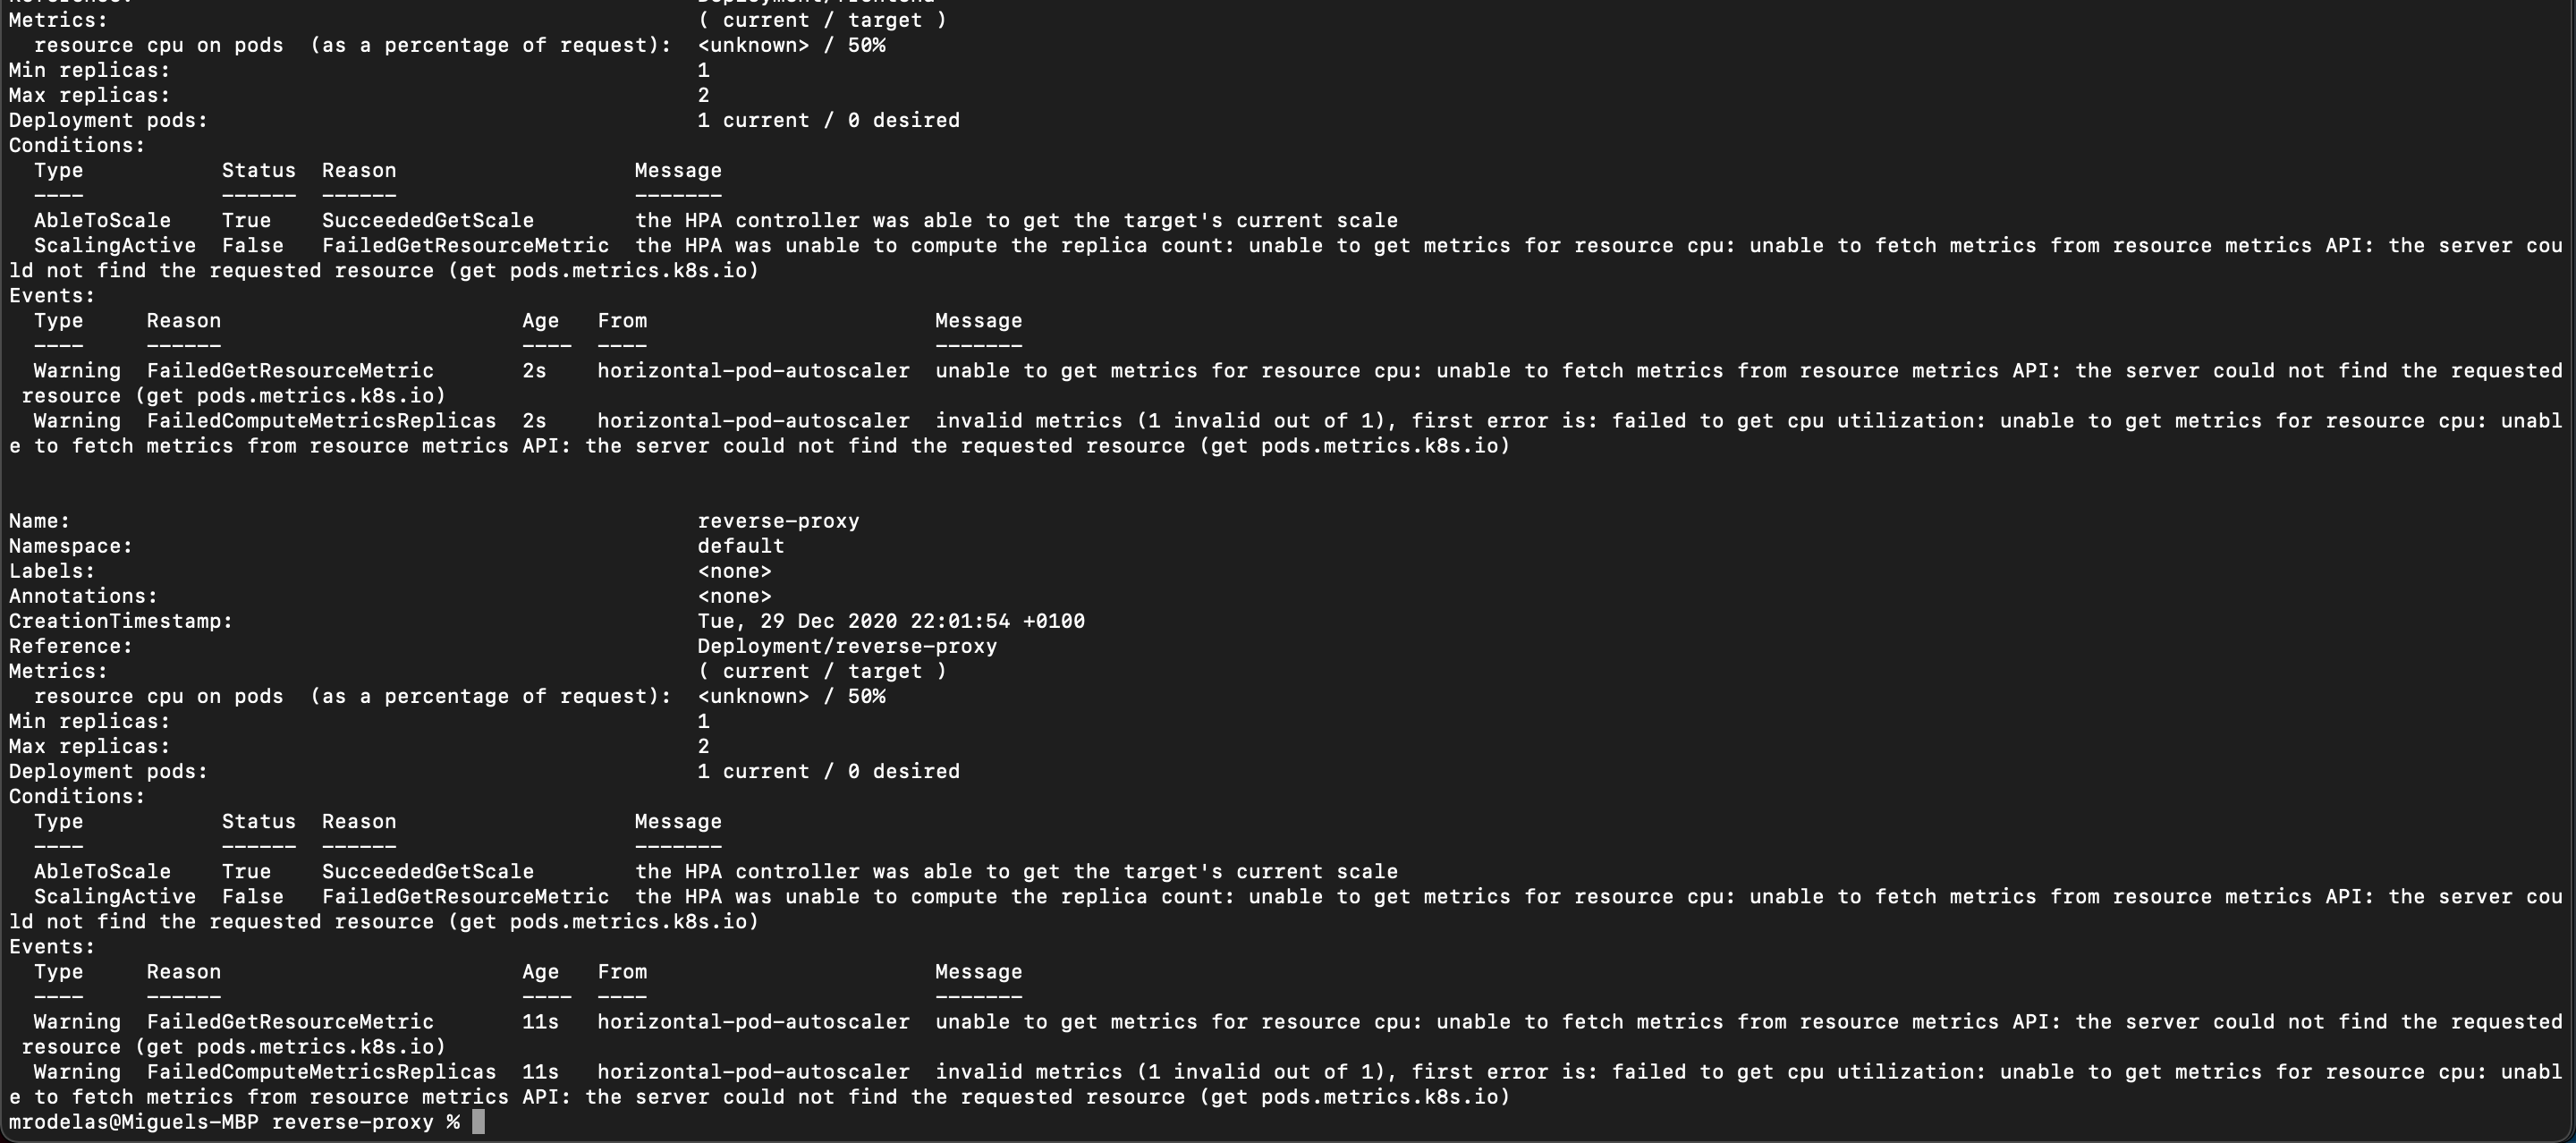 Metrics:                                               ( current / target )
  resource cpu on pods  (as a percentage of request):  <unknown> / 50%
Min replicas:                                          1
Max replicas:                                          2
Deployment pods:                                       1 current / 0 desired
Conditions:
  Type           Status  Reason                   Message
  ----           ------  ------                   -------
  AbleToScale    True    SucceededGetScale        the HPA controller was able to get the target's current scale
  ScalingActive  False   FailedGetResourceMetric  the HPA was unable to compute the replica count: unable to get metrics for resource cpu: unable to fetch metrics from resource metrics API: the server cou
ld not find the requested resource (get pods.metrics.k8s.io)
Events:
  Type     Reason                        Age   From                       Message
  ----     ------                        ----  ----                       -------
  Warning  FailedGetResourceMetric       2s    horizontal-pod-autoscaler  unable to get metrics for resource cpu: unable to fetch metrics from resource metrics API: the server could not find the requested
 resource (get pods.metrics.k8s.io)
  Warning  FailedComputeMetricsReplicas  2s    horizontal-pod-autoscaler  invalid metrics (1 invalid out of 1), first error is: failed to get cpu utilization: unable to get metrics for resource cpu: unabl
e to fetch metrics from resource metrics API: the server could not find the requested resource (get pods.metrics.k8s.io)


Name:                                                  reverse-proxy
Namespace:                                             default
Labels:                                                <none>
Annotations:                                           <none>
CreationTimestamp:                                     Tue, 29 Dec 2020 22:01:54 +0100
Reference:                                             Deployment/reverse-proxy
Metrics:                                               ( current / target )
  resource cpu on pods  (as a percentage of request):  <unknown> / 50%
Min replicas:                                          1
Max replicas:                                          2
Deployment pods:                                       1 current / 0 desired
Conditions:
  Type           Status  Reason                   Message
  ----           ------  ------                   -------
  AbleToScale    True    SucceededGetScale        the HPA controller was able to get the target's current scale
  ScalingActive  False   FailedGetResourceMetric  the HPA was unable to compute the replica count: unable to get metrics for resource cpu: unable to fetch metrics from resource metrics API: the server cou
ld not find the requested resource (get pods.metrics.k8s.io)
Events:
  Type     Reason                        Age   From                       Message
  ----     ------                        ----  ----                       -------
  Warning  FailedGetResourceMetric       11s   horizontal-pod-autoscaler  unable to get metrics for resource cpu: unable to fetch metrics from resource metrics API: the server could not find the requested
 resource (get pods.metrics.k8s.io)
  Warning  FailedComputeMetricsReplicas  11s   horizontal-pod-autoscaler  invalid metrics (1 invalid out of 1), first error is: failed to get cpu utilization: unable to get metrics for resource cpu: unabl
e to fetch metrics from resource metrics API: the server could not find the requested resource (get pods.metrics.k8s.io)
mrodelas@Miguels-MBP reverse-proxy %